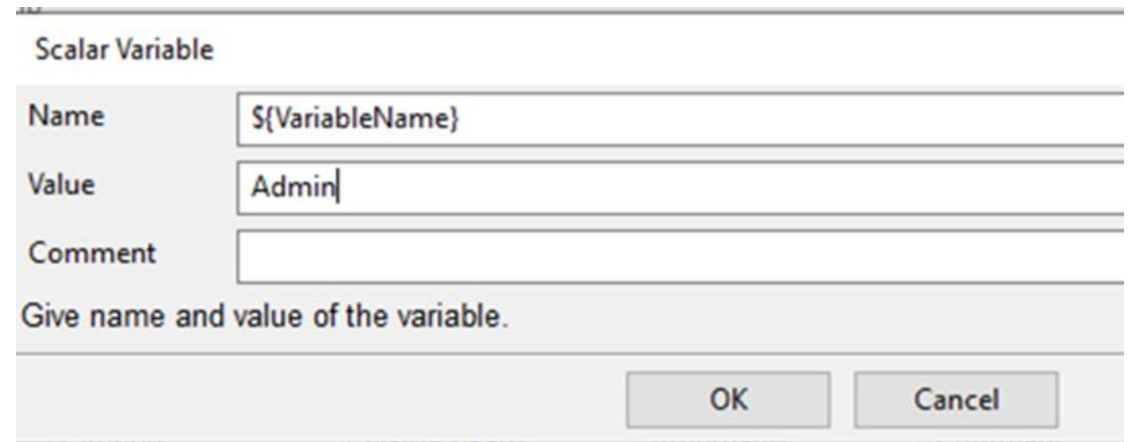 Scalar Variable
Name ${VariableName}
Value Admin
Comment
Give name and value of the variable.
OK Cancel